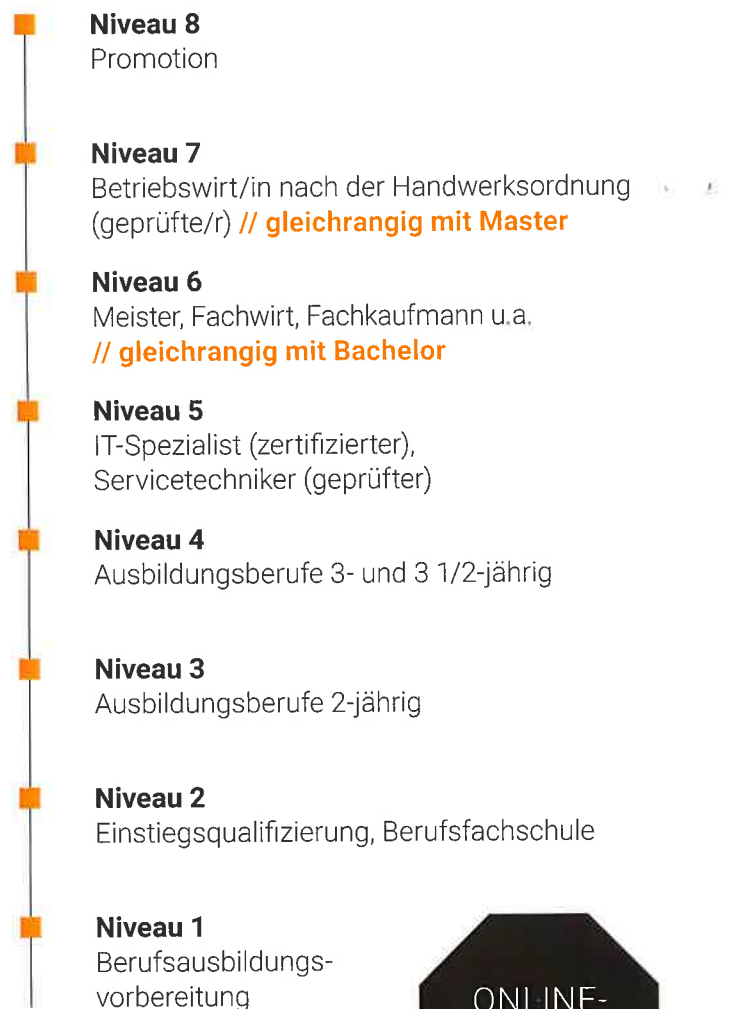 Niveau 8
Promotion
Niveau 7
Betriebswirt/in nach der Handwerksordnung
(geprüfte/r) // gleichrangig mit Master
Niveau 6
Meister, Fachwirt, Fachkaufmann u.a.
// gleichrangig mit Bachelor
Niveau 5
IT-Spezialist (zertifizierter),
Servicetechniker (geprüfter)
Niveau 4
Ausbildungsberufe 3- und 3 1/2-jährig
Niveau 3
Ausbildungsberufe 2-jährig
Niveau 2
Einstiegsqualifizierung, Berufsfachschule
Niveau 1
Berufsausbildungs-
vorbereitung
ONLINE-